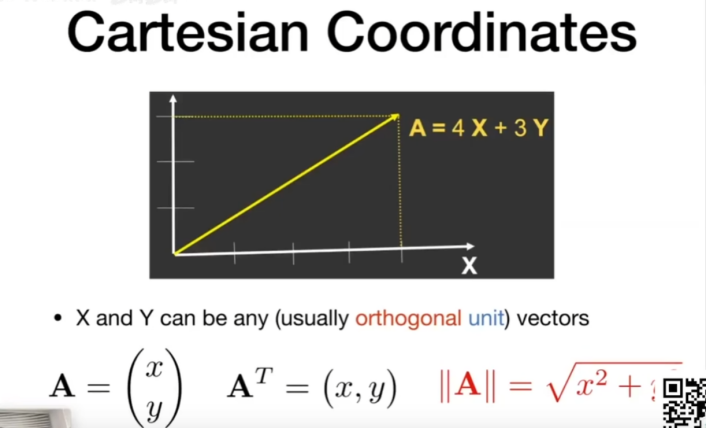 Cartesian Coordinates
A = 4 X + 3 Y
X
• X and Y can be any (usually orthogonal unit) vectors
A = (x y) A^T = (x, y) ||A|| = √x² +